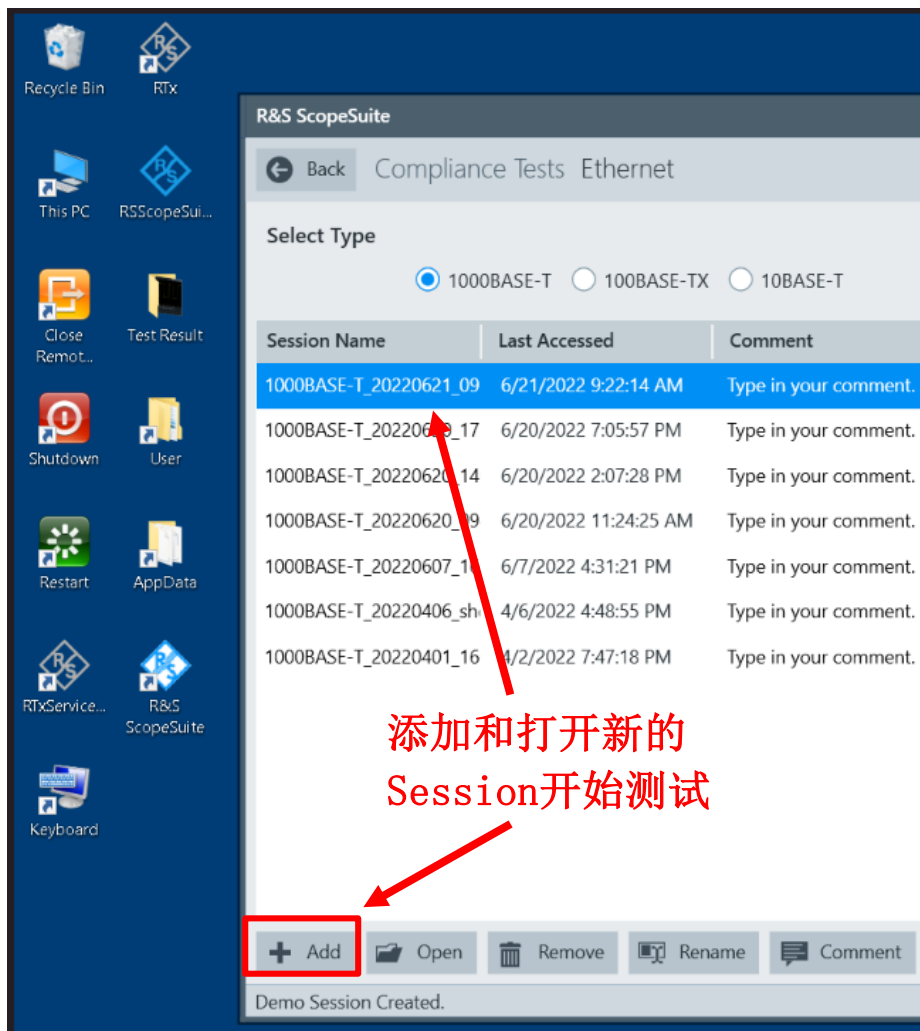 Recycle Bin
RTx
This PC
RSScopeSui...
Close
Remot...
Test Result
Shutdown
User
Restart
AppData
RTxService...
R&S
ScopeSuite
Keyboard
R&S ScopeSuite
Back Compliance Tests Ethernet
Select Type
1000BASE-T 100BASE-TX 10BASE-T
Session Name Last Accessed Comment
1000BASE-T_20220621_09 6/21/2022 9:22:14 AM Type in your comment.
6/20/2022 7:05:57 PM Type in your comment.
1000BASE-T_20220620_14 6/20/2022 2:07:28 PM Type in your comment.
1000BASE-T_20220620_09 6/20/2022 11:24:25 AM Type in your comment.
6/7/2022 4:31:21 PM Type in your comment.
4/6/2022 4:48:55 PM Type in your comment.
1000BASE-T_20220401_16 4/2/2022 7:47:18 PM Type in your comment.
添加和打开新的
Session开始测试
Add Open Remove Rename Comment
Demo Session Created.